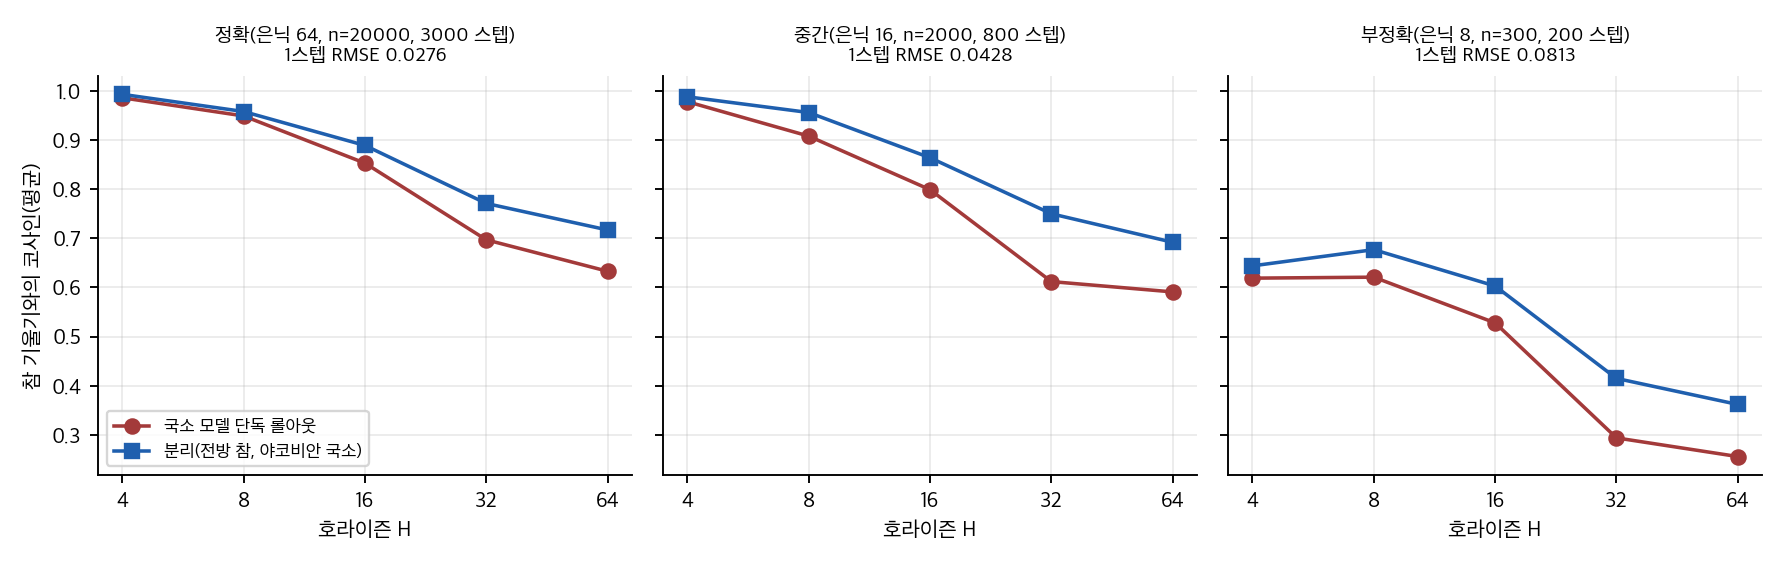 정확(은닉 64, n=20000, 3000 스텝)
1스텝 RMSE 0.0276
중간(은닉 16, n=2000, 800 스텝)
1스텝 RMSE 0.0428
부정확(은닉 8, n=300, 200 스텝)
1스텝 RMSE 0.0813
참 기울기와의 코사인(평균)
1.0
0.9
0.8
0.7
0.6
0.5
0.4
0.3
국소 모델 단독 롤아웃
분리(전방 참, 야코비안 국소)
4 8 16 32 64
4 8 16 32 64
4 8 16 32 64
호라이즌 H
호라이즌 H
호라이즌 H